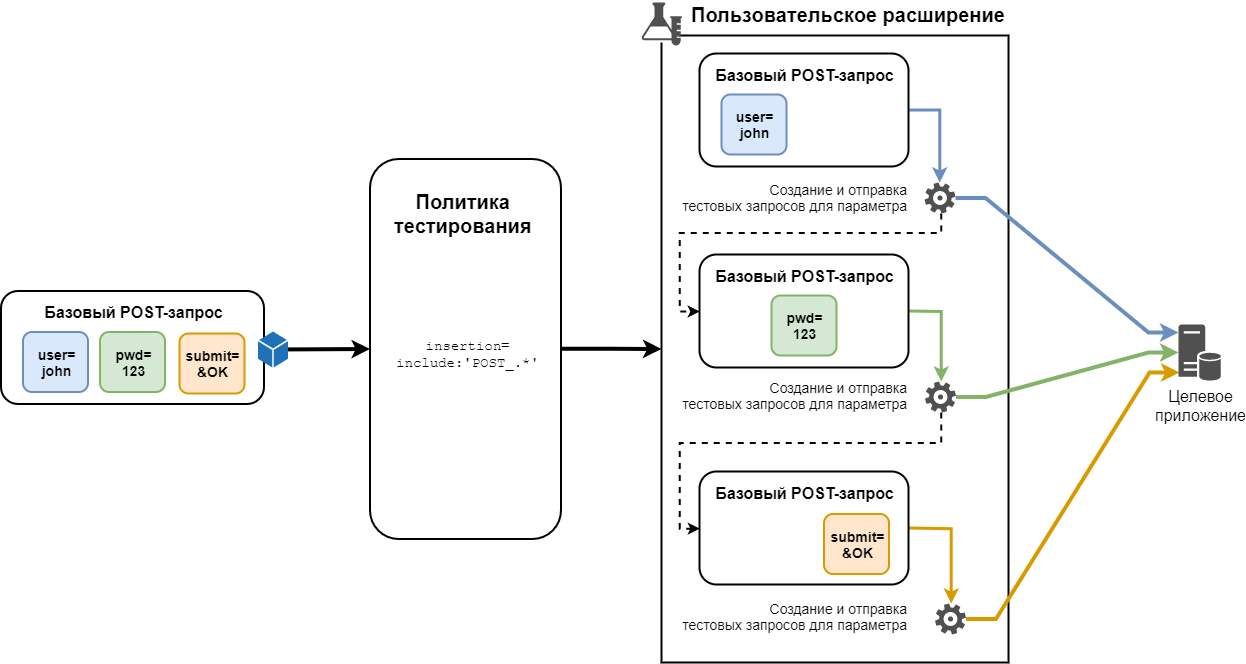 Базовый POST-запрос
user=
john
pwd=
123
submit=
&OK
Политика
тестирования
insertion=
include:'POST_.*'
Пользовательское расширение
Базовый POST-запрос
user=
john
Создание и отправка
тестовых запросов для параметра
Базовый POST-запрос
pwd=
123
Создание и отправка
тестовых запросов для параметра
Базовый POST-запрос
submit=
&OK
Создание и отправка
тестовых запросов для параметра
Целевое
приложение